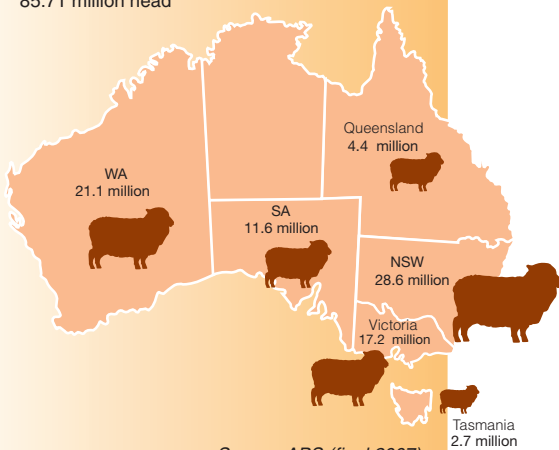 85.71 million head
Queensland
4.4 million
WA
21.1 million
SA
11.6 million
NSW
28.6 million
Victoria
17.2 million
Tasmania
2.7 million